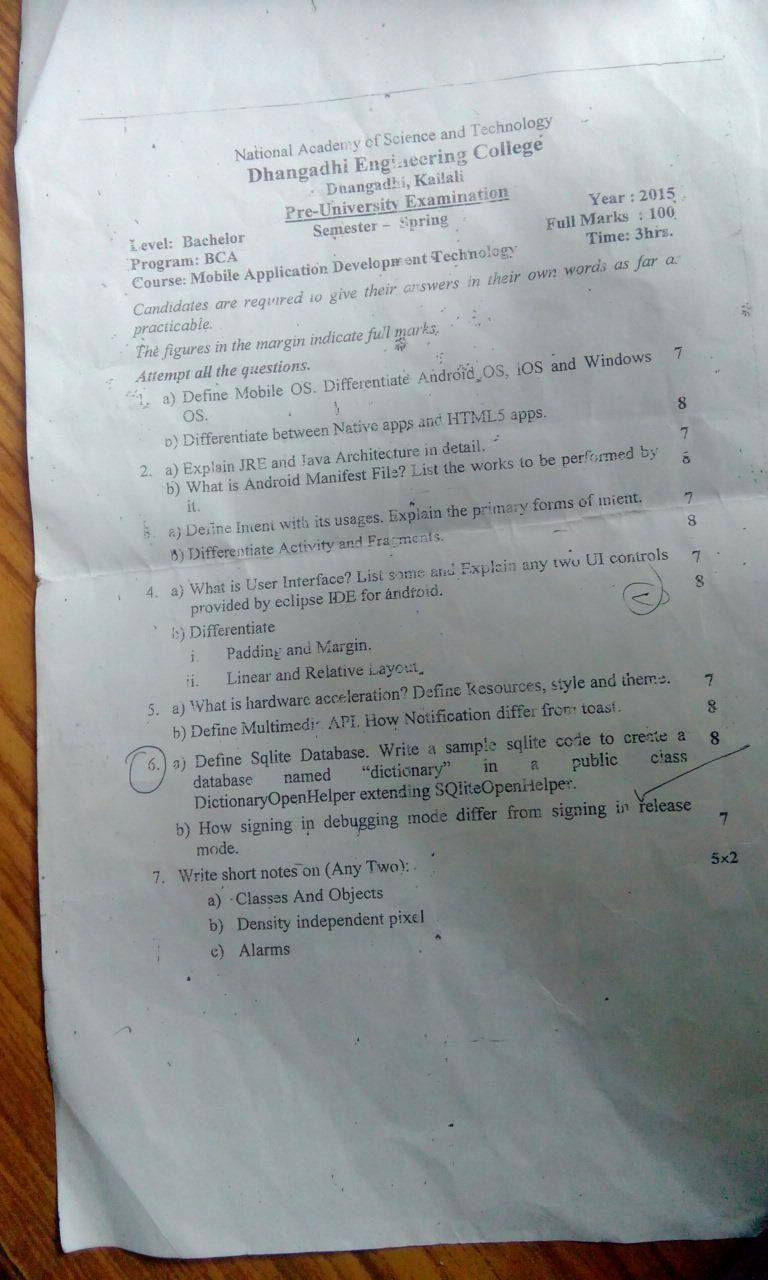 National Academy of Science and Technology
Dhangadhi Engineering College
Dhangadhi, Kailali
Pre-University Examination
Semester – Spring
Level: Bachelor
Program: BCA
Course: Mobile Application Development Technology
Year : 2015
Full Marks : 100
Time: 3hrs.
Candidates are required to give their answers in their own words as far as
practicable.
The figures in the margin indicate full marks.
Attempt all the questions.
1. a) Define Mobile OS. Differentiate Android OS, iOS and Windows 7
OS.
b) Differentiate between Native apps and HTML5 apps. 8
2. a) Explain JRE and Java Architecture in detail. 7
b) What is Android Manifest File? List the works to be performed by 8
it.
3. a) Define Intent with its usages. Explain the primary forms of intent. 7
b) Differentiate Activity and Fragments. 8
4. a) What is User Interface? List some and Explain any two UI controls 7
provided by eclipse IDE for android.
b) Differentiate 8
i. Padding and Margin.
ii. Linear and Relative Layout.
5. a) What is hardware acceleration? Define Resources, style and theme. 7
b) Define Multimedia API. How Notification differ from toast. 8
6. a) Define Sqlite Database. Write a sample sqlite code to create a 8
database named “dictionary” in a public class
DictionaryOpenHelper extending SQliteOpenHelper.
b) How signing in debugging mode differ from signing in release 7
mode.
7. Write short notes on (Any Two): 5×2
a) Classes And Objects
b) Density independent pixel
c) Alarms